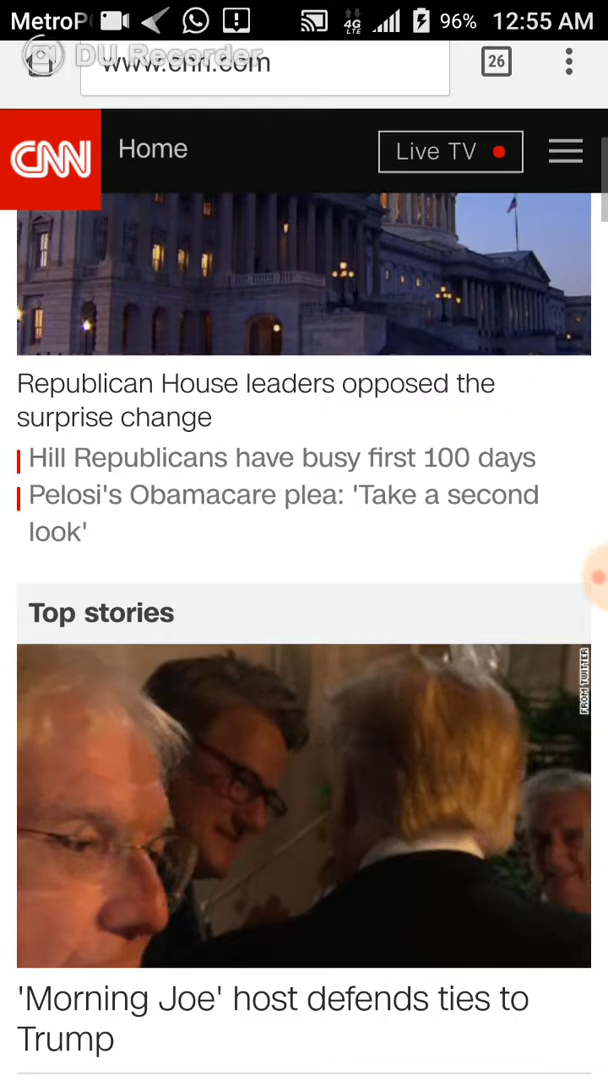 MetroP
96% 12:55 AM
4G
LTE
DU Recorder
www.cnn.com
26
CNN Home Live TV
Republican House leaders opposed the
surprise change
Hill Republicans have busy first 100 days
Pelosi's Obamacare plea: 'Take a second
look'
Top stories
FROM TWITTER
'Morning Joe' host defends ties to
Trump